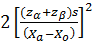 2 [ (z_α + z_β) s / (X_a − X_o) ]^2